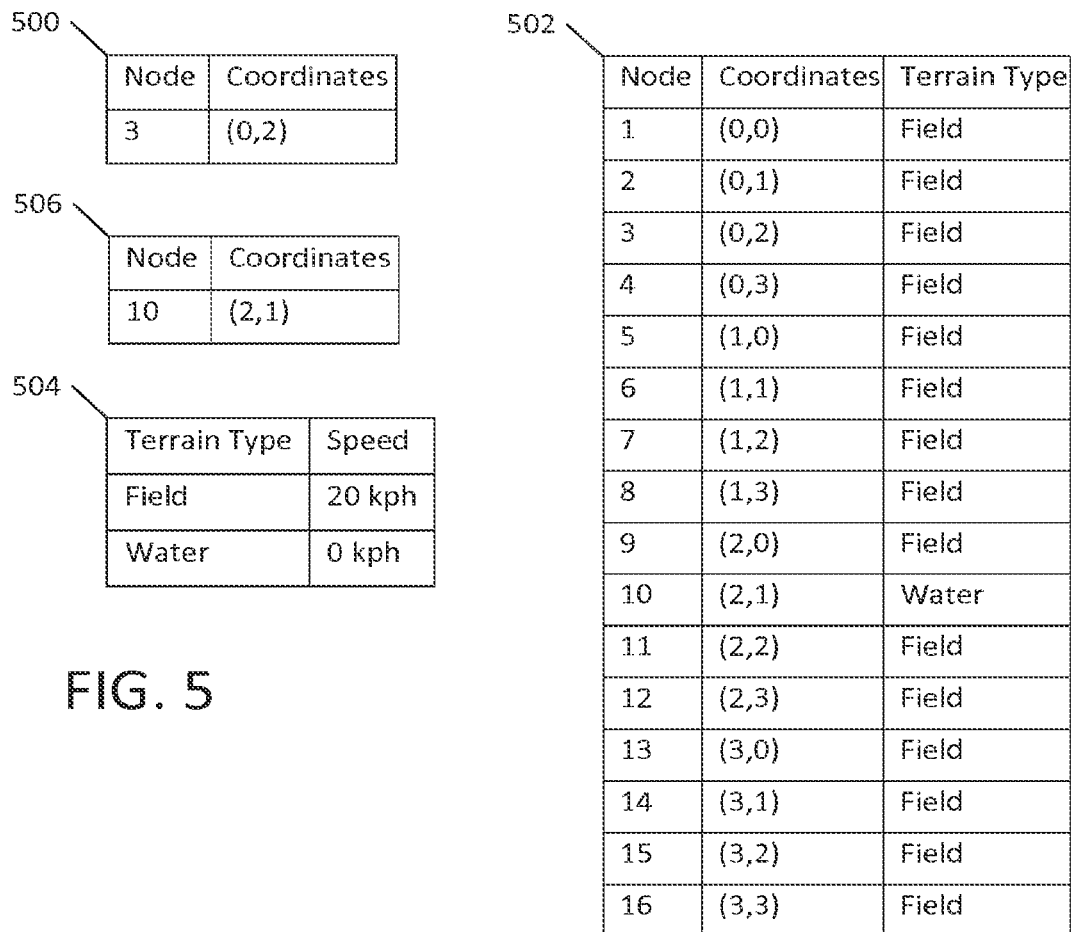 500
Node Coordinates
3 (0,2)
506
Node Coordinates
10 (2,1)
504
Terrain Type Speed
Field 20 kph
Water 0 kph
FIG. 5
502
Node Coordinates Terrain Type
1 (0,0) Field
2 (0,1) Field
3 (0,2) Field
4 (0,3) Field
5 (1,0) Field
6 (1,1) Field
7 (1,2) Field
8 (1,3) Field
9 (2,0) Field
10 (2,1) Water
11 (2,2) Field
12 (2,3) Field
13 (3,0) Field
14 (3,1) Field
15 (3,2) Field
16 (3,3) Field